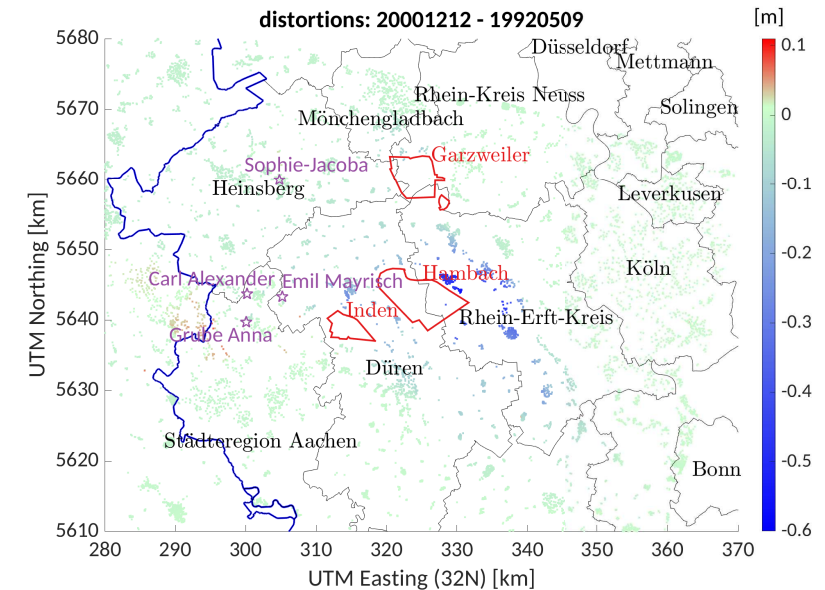 distortions: 20001212 - 19920509
[m]
5680
5670
5660
5650
5640
5630
5620
5610
UTM Northing [km]
Düsseldorf
Mettmann
Rhein-Kreis Neuss
Solingen
Mönchengladbach
Garzweiler
Sophie-Jacoba
Heinsberg
Leverkusen
Köln
Carl Alexander
Emil Mayrisch
Hambach
Inden
Rhein-Erft-Kreis
Grube Anna
Düren
Städteregion Aachen
Bonn
280
290
300
310
320
330
340
350
360
370
UTM Easting (32N) [km]
0.1
0
-0.1
-0.2
-0.3
-0.4
-0.5
-0.6